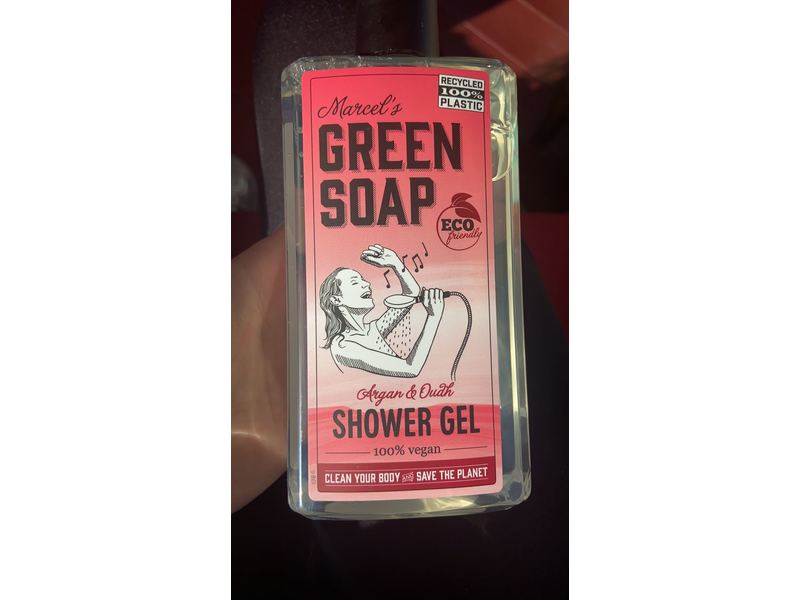 RECYCLED
100%
PLASTIC
Marcel's
GREEN
SOAP
ECO
friendly
Argan & Oudh
SHOWER GEL
100% vegan
CLEAN YOUR BODY and SAVE THE PLANET